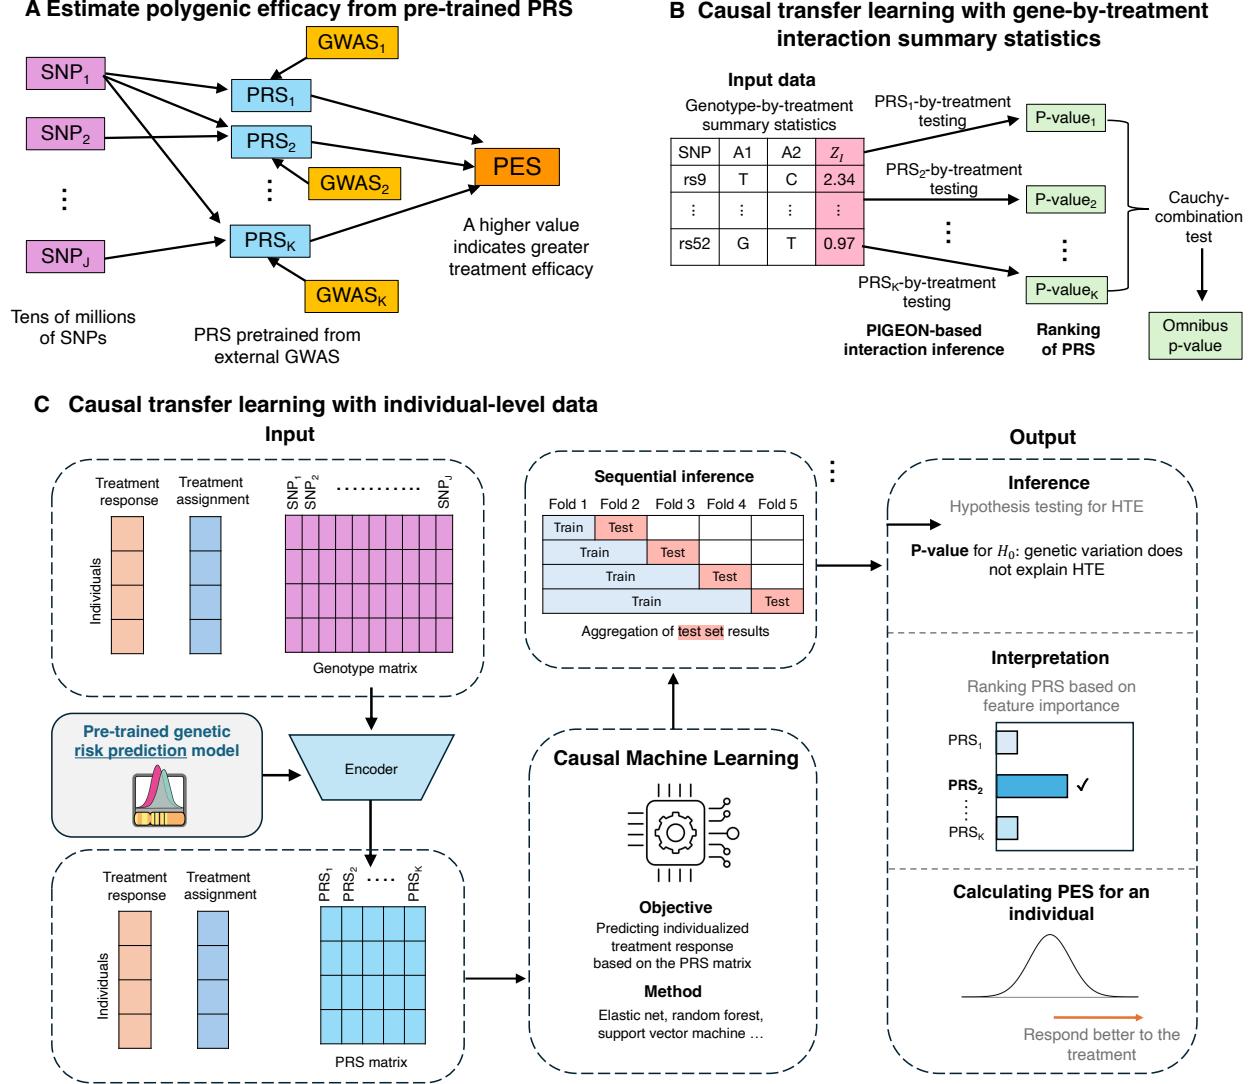 A Estimate polygenic efficacy from pre-trained PRS
GWAS₁
SNP₁
PRS₁
SNP₂
PRS₂
PES
GWAS₂
⋮
⋮
A higher value
indicates greater
treatment efficacy
PRS_K
SNP_J
GWAS_K
Tens of millions
of SNPs
PRS pretrained from
external GWAS
B Causal transfer learning with gene-by-treatment
interaction summary statistics
Input data
Genotype-by-treatment
summary statistics
SNP A1 A2 Z_I
rs9 T C 2.34
⋮ ⋮ ⋮ ⋮
rs52 G T 0.97
PRS₁-by-treatment
testing
PRS₂-by-treatment
testing
⋮
PRS_K-by-treatment
testing
PIGEON-based
interaction inference
P-value₁
P-value₂
⋮
P-value_K
Ranking
of PRS
Cauchy-
combination
test
Omnibus
p-value
C Causal transfer learning with individual-level data
Input
Treatment
response
Treatment
assignment
SNP₁
SNP₂
............
SNP_J
Individuals
Genotype matrix
Pre-trained genetic
risk prediction model
Encoder
Treatment
response
Treatment
assignment
PRS₁
PRS₂
....
PRS_K
Individuals
PRS matrix
Sequential inference
Fold 1 Fold 2 Fold 3 Fold 4 Fold 5
Train Test
Train Test
Train Test
Train Test
Aggregation of test set results
⋮
Causal Machine Learning
Objective
Predicting individualized
treatment response
based on the PRS matrix
Method
Elastic net, random forest,
support vector machine ...
Output
Inference
Hypothesis testing for HTE
P-value for H₀: genetic variation does
not explain HTE
Interpretation
Ranking PRS based on
feature importance
PRS₁
PRS₂ ✓
⋮
PRS_K
Calculating PES for an
individual
Respond better to the
treatment